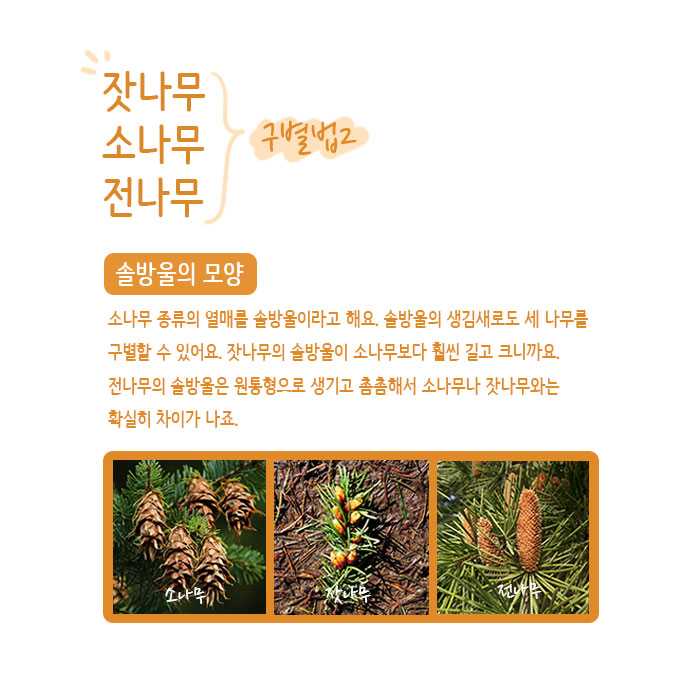 잣나무
소나무
전나무
구별법2
솔방울의 모양
소나무 종류의 열매를 솔방울이라고 해요. 솔방울의 생김새로도 세 나무를
구별할 수 있어요. 잣나무의 솔방울이 소나무보다 훨씬 길고 크니까요.
전나무의 솔방울은 원통형으로 생기고 촘촘해서 소나무나 잣나무와는
확실히 차이가 나죠.
소나무
잣나무
전나무